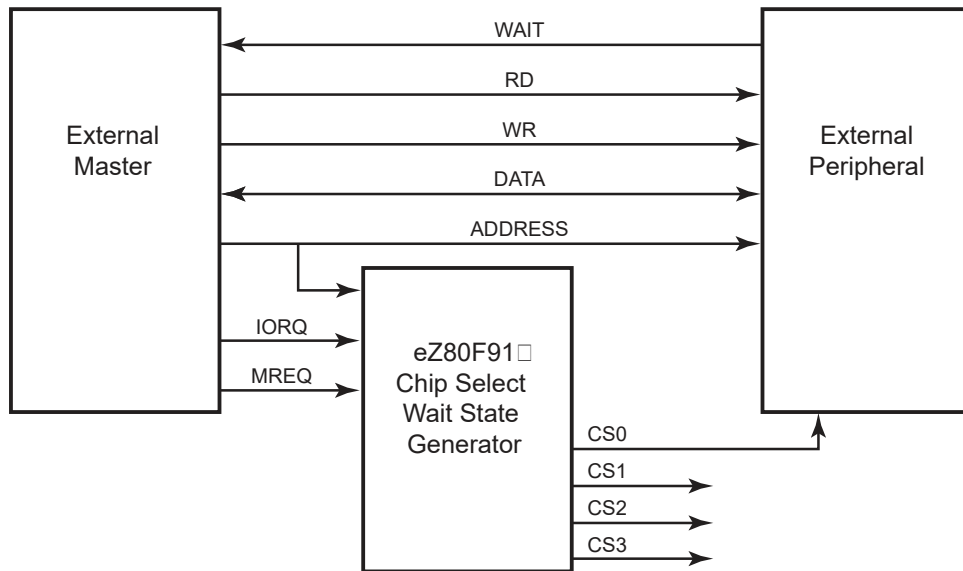 WAIT
RD
WR
DATA
ADDRESS
External
Master
External
Peripheral
IORQ
MREQ
eZ80F91□
Chip Select
Wait State
Generator
CS0
CS1
CS2
CS3